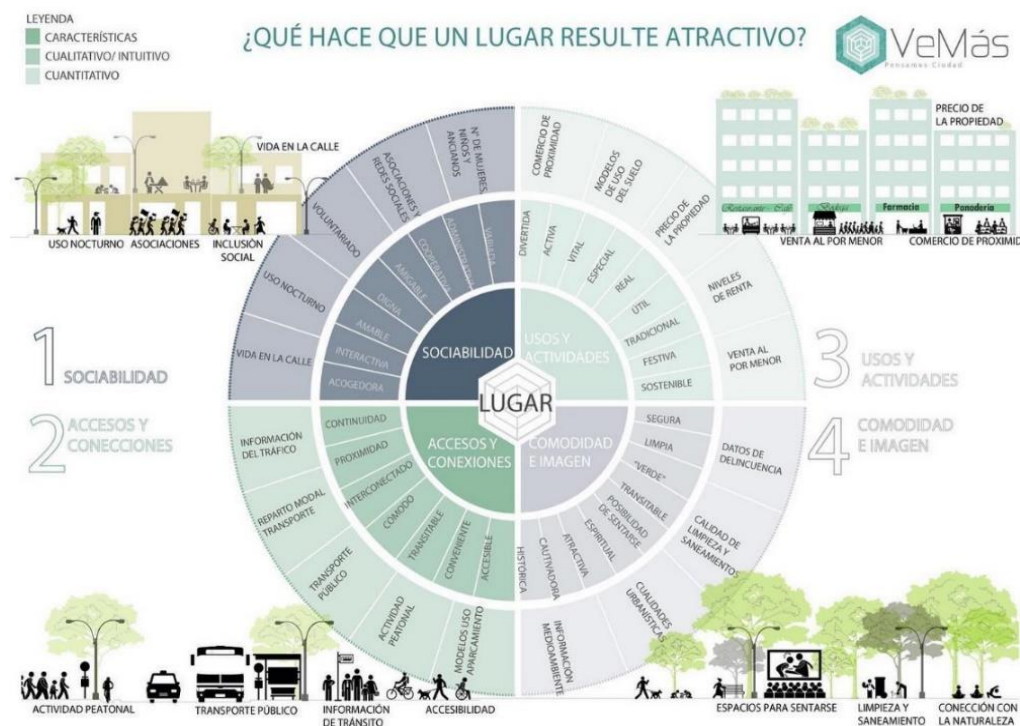 LEYENDA
CARACTERÍSTICAS
CUALITATIVO/ INTUITIVO
CUANTITATIVO
¿QUÉ HACE QUE UN LUGAR RESULTE ATRACTIVO?
VeMás
Pensamos Ciudad
VIDA EN LA CALLE
USO NOCTURNO
ASOCIACIONES
INCLUSIÓN
SOCIAL
PRECIO DE
LA PROPIEDAD
Restaurante - Café
Bodega
Farmacia
Panadería
VENTA AL POR MENOR
COMERCIO DE PROXIMID
1
SOCIABILIDAD
2
ACCESOS Y
CONECCIONES
3
USOS Y
ACTIVIDADES
4
COMODIDAD
E IMAGEN
LUGAR
SOCIABILIDAD
ACOGEDORA
INTERACTIVA
AMABLE
DIGNA
AMIGABLE
COOPERATIVA
ADMINISTRATIVA
VARIADA
VIDA EN LA CALLE
USO NOCTURNO
VOLUNTARIADO
ASOCIACIONES Y
REDES SOCIALES
N° DE MUJERES,
NIÑOS Y
ANCIANOS
USOS Y
ACTIVIDADES
DIVERTIDA
ACTIVA
VITAL
ESPECIAL
REAL
UTIL
TRADICIONAL
FESTIVA
SOSTENIBLE
COMERCIO DE
PROXIMIDAD
MODELOS
DE USO
DEL SUELO
PRECIO DE
LA PROPIEDAD
NIVELES
DE RENTA
VENTA AL
POR MENOR
ACCESOS Y
CONEXIONES
CONTINUIDAD
PROXIMIDAD
INTERCONECTADO
COMODO
TRANSITABLE
CONVENIENTE
ACCESIBLE
INFORMACIÓN
DEL TRÁFICO
REPARTO MODAL
TRANSPORTE
TRANSPORTE
PÚBLICO
ACTIVIDAD
PEATONAL
MODELOS USO
APARCAMIENTO
COMODIDAD
E IMAGEN
SEGURA
LIMPIA
"VERDE"
TRANSITABLE
POSIBILIDAD
DE SENTARSE
ESPIRITUAL
ATRACTIVA
CAUTIVADORA
HISTÓRICA
DATOS DE
DELINCUENCIA
CALIDAD DE
LIMPIEZA Y
SANEAMIENTOS
CUALIDADES
URBANÍSTICAS
INFORMACIÓN
MEDIOAMBIENTE
ACTIVIDAD PEATONAL
TRANSPORTE PÚBLICO
INFORMACIÓN
DE TRÁNSITO
ACCESIBILIDAD
ESPACIOS PARA SENTARSE
LIMPIEZA Y
SANEAMIENTO
CONECCIÓN CON
LA NATURALEZA